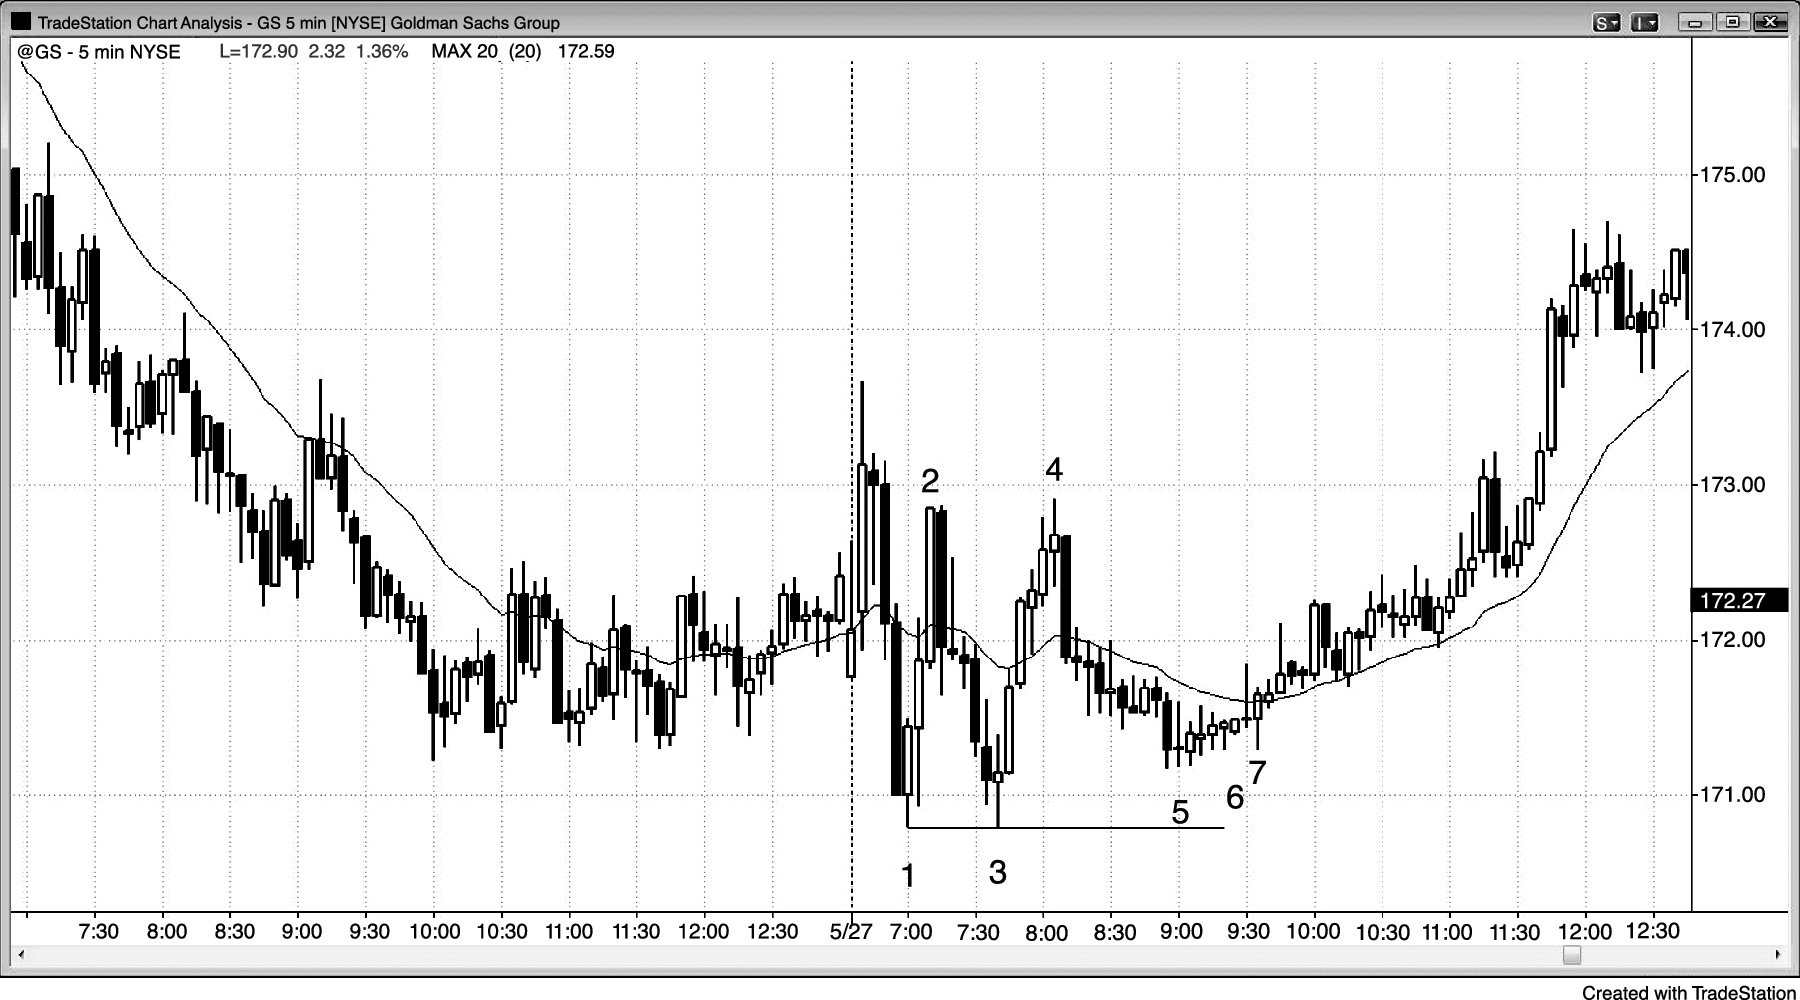 TradeStation Chart Analysis - GS 5 min [NYSE] Goldman Sachs Group
S I
@GS - 5 min NYSE L=172.90 2.32 1.36% MAX 20 (20) 172.59
175.00
174.00
173.00
172.27
172.00
171.00
2
4
7
6
5
1
3
7:30 8:00 8:30 9:00 9:30 10:00 10:30 11:00 11:30 12:00 12:30 5/27 7:00 7:30 8:00 8:30 9:00 9:30 10:00 10:30 11:00 11:30 12:00 12:30
Created with TradeStation